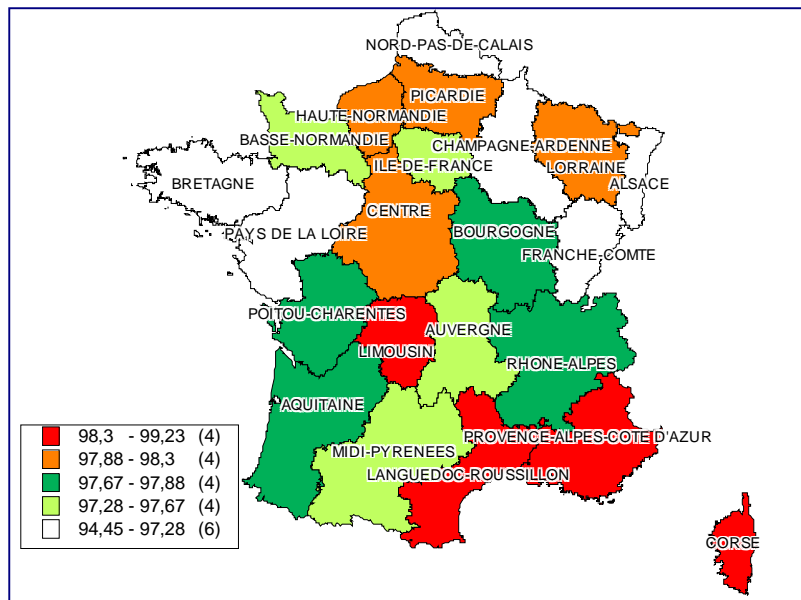 NORD-PAS-DE-CALAIS
PICARDIE
HAUTE-NORMANDIE
BASSE-NORMANDIE
CHAMPAGNE-ARDENNE
ILE-DE-FRANCE
LORRAINE
ALSACE
BRETAGNE
CENTRE
PAYS DE LA LOIRE
BOURGOGNE
FRANCHE-COMTE
POITOU-CHARENTES
AUVERGNE
LIMOUSIN
RHONE-ALPES
AQUITAINE
PROVENCE-ALPES-COTE D'AZUR
MIDI-PYRENEES
LANGUEDOC-ROUSSILLON
98,3 - 99,23 (4)
97,88 - 98,3 (4)
97,67 - 97,88 (4)
97,28 - 97,67 (4)
94,45 - 97,28 (6)
CORSE